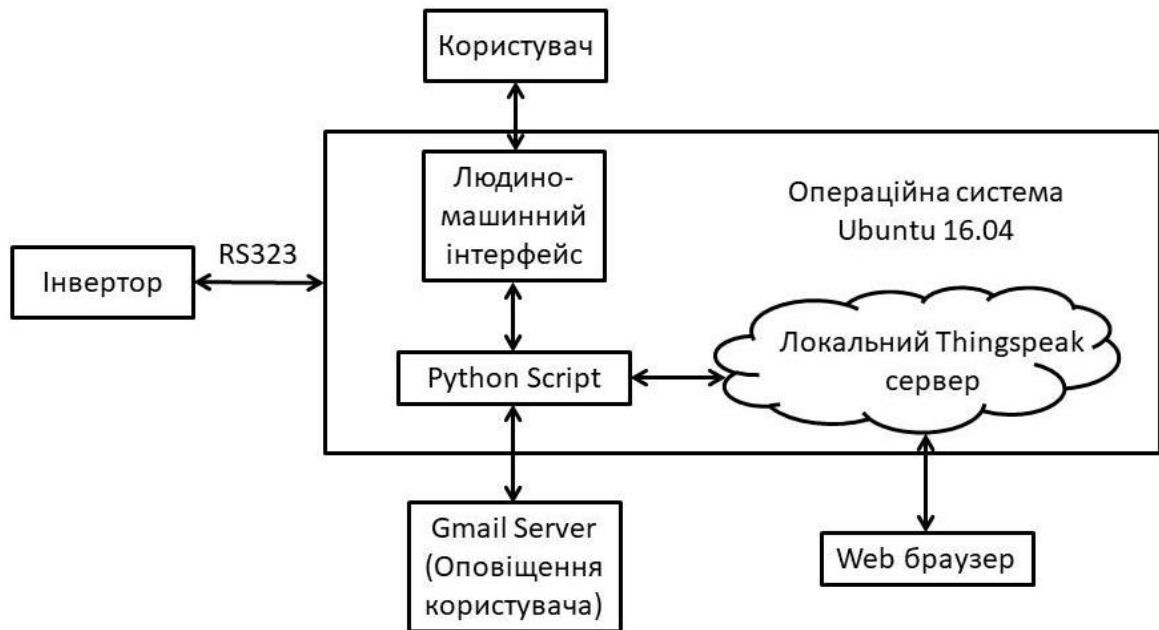 Користувач
Людино-
машинний
інтерфейс
Операційна система
Ubuntu 16.04
RS323
Інвертор
Локальний Thingspeak
сервер
Python Script
Gmail Server
(Оповіщення
користувача)
Web браузер